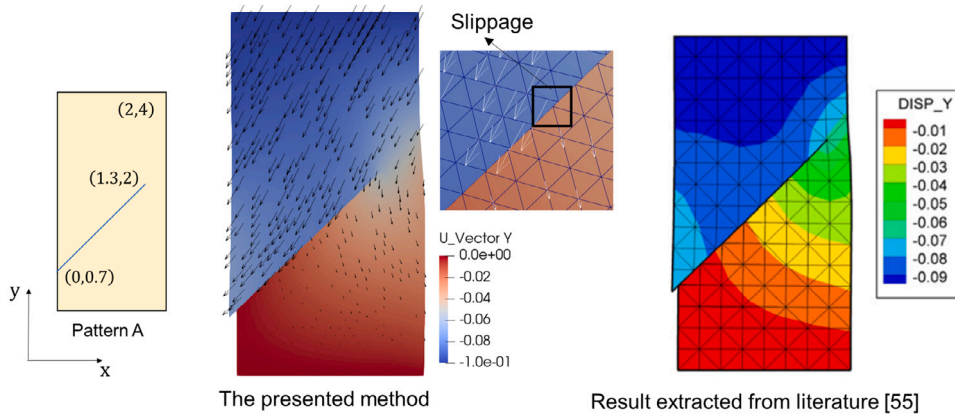 Slippage
(2,4)
(1.3,2)
(0,0.7)
y
x
Pattern A
U_Vector Y
0.0e+00
-0.02
-0.04
-0.06
-0.08
-1.0e-01
DISP_Y
-0.01
-0.02
-0.03
-0.04
-0.05
-0.06
-0.07
-0.08
-0.09
The presented method
Result extracted from literature [55]